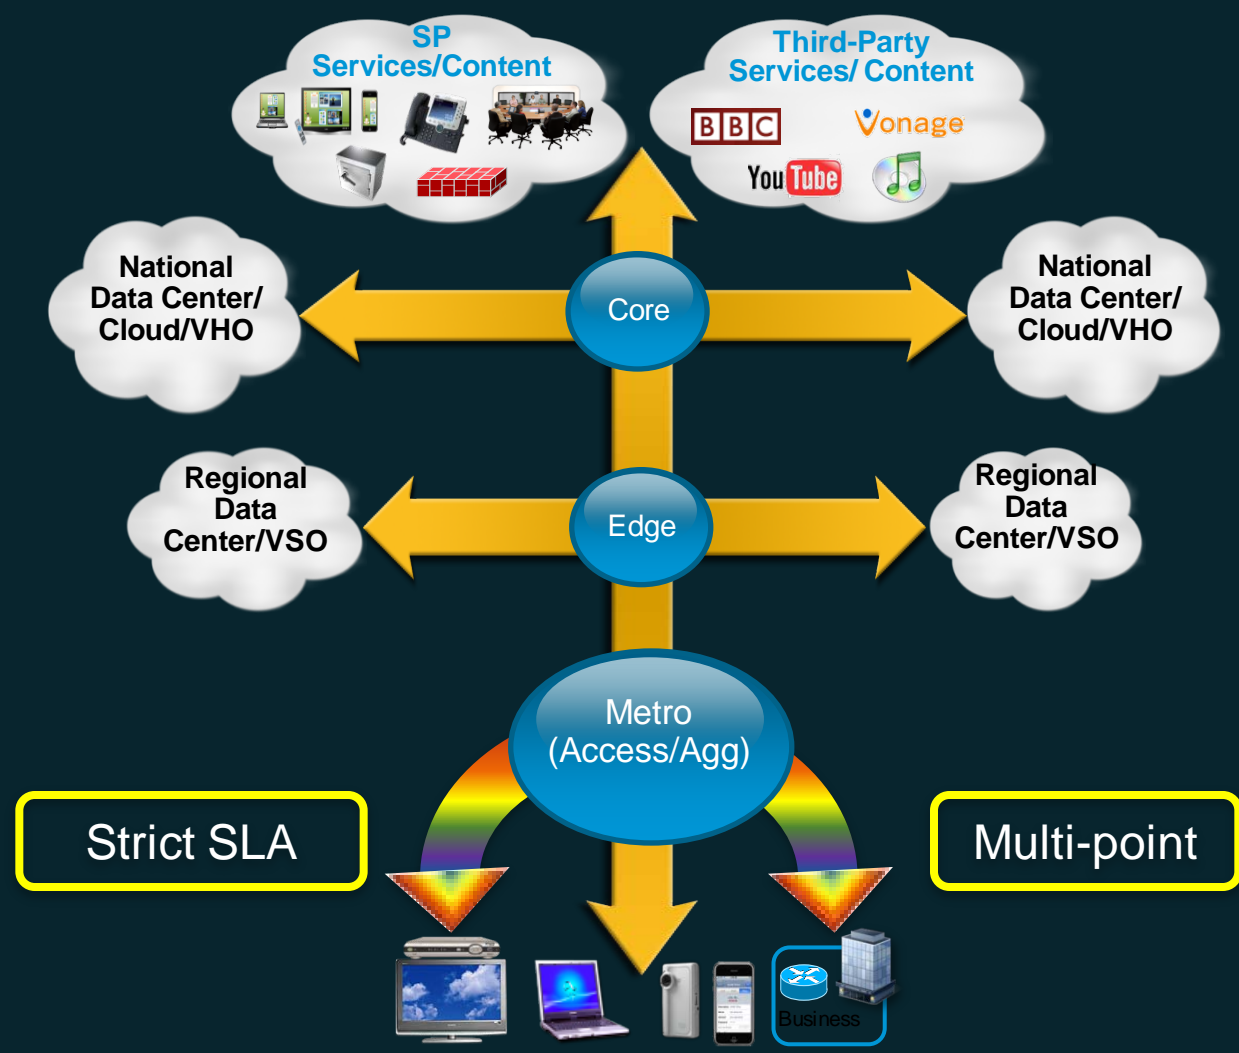 SP
Services/Content
Third-Party
Services/ Content
BBC
Vonage
YouTube
National
Data Center/
Cloud/VHO
Core
National
Data Center/
Cloud/VHO
Regional
Data
Center/VSO
Edge
Regional
Data
Center/VSO
Metro
(Access/Agg)
Strict SLA
Multi-point
Business